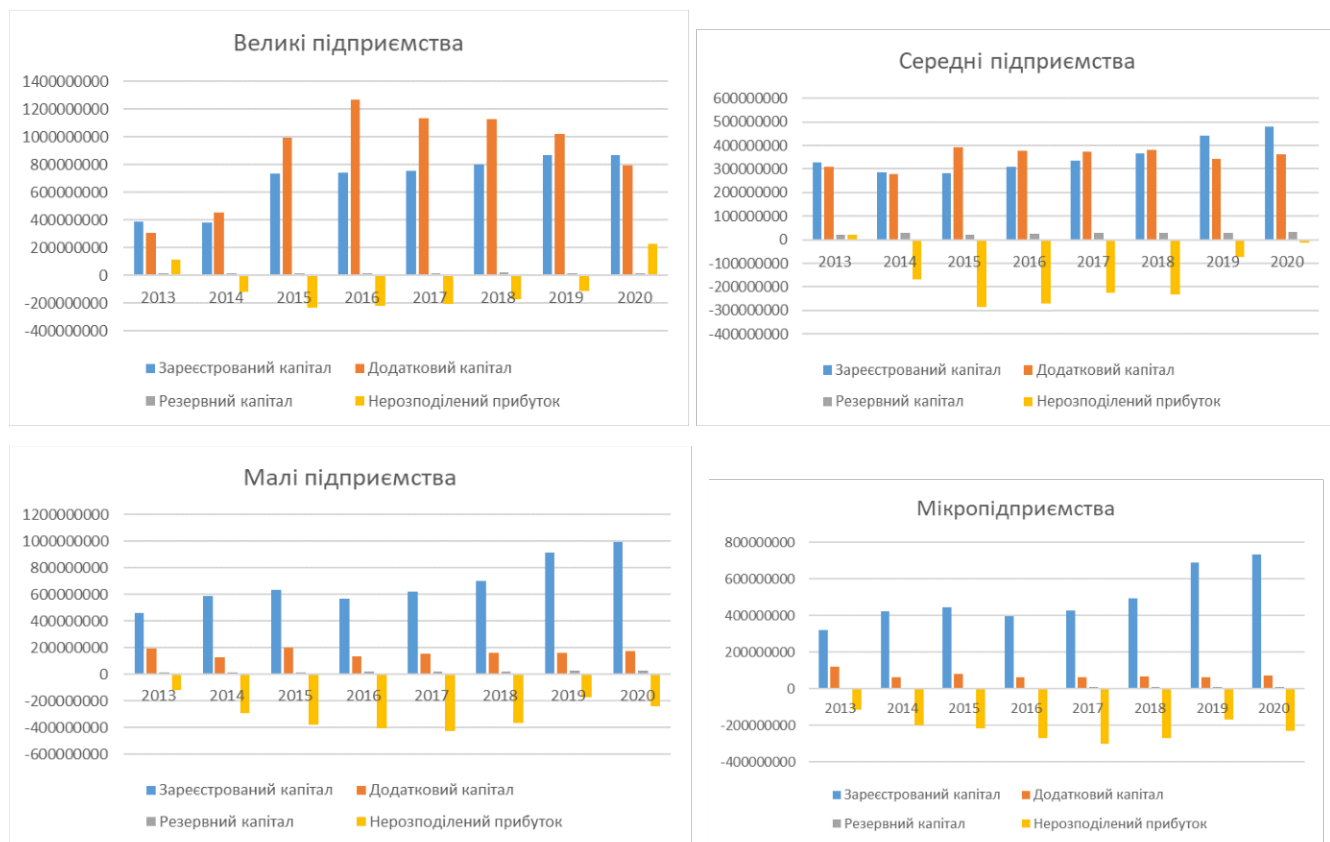 Великі підприємства
1400000000
1200000000
1000000000
800000000
600000000
400000000
200000000
0
-200000000
-400000000
2013 2014 2015 2016 2017 2018 2019 2020
Зареєстрований капітал Додатковий капітал
Резервний капітал Нерозподілений прибуток
Середні підприємства
600000000
500000000
400000000
300000000
200000000
100000000
0
-100000000
-200000000
-300000000
-400000000
2013 2014 2015 2016 2017 2018 2019 2020
Зареєстрований капітал Додатковий капітал
Резервний капітал Нерозподілений прибуток
Малі підприємства
1200000000
1000000000
800000000
600000000
400000000
200000000
0
-200000000
-400000000
-600000000
2013 2014 2015 2016 2017 2018 2019 2020
Зареєстрований капітал Додатковий капітал
Резервний капітал Нерозподілений прибуток
Мікропідприємства
800000000
600000000
400000000
200000000
0
-200000000
-400000000
2013 2014 2015 2016 2017 2018 2019 2020
Зареєстрований капітал Додатковий капітал
Резервний капітал Нерозподілений прибуток